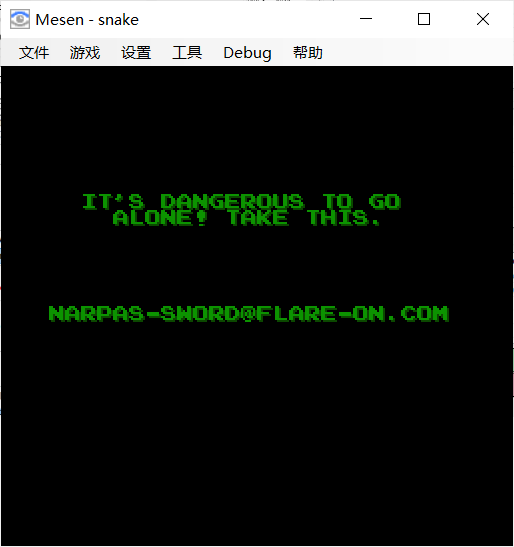 Mesen - snake
文件 游戏 设置 工具 Debug 帮助
IT'S DANGEROUS TO GO
ALONE! TAKE THIS.
NARPAS-SWORD@FLARE-ON.COM